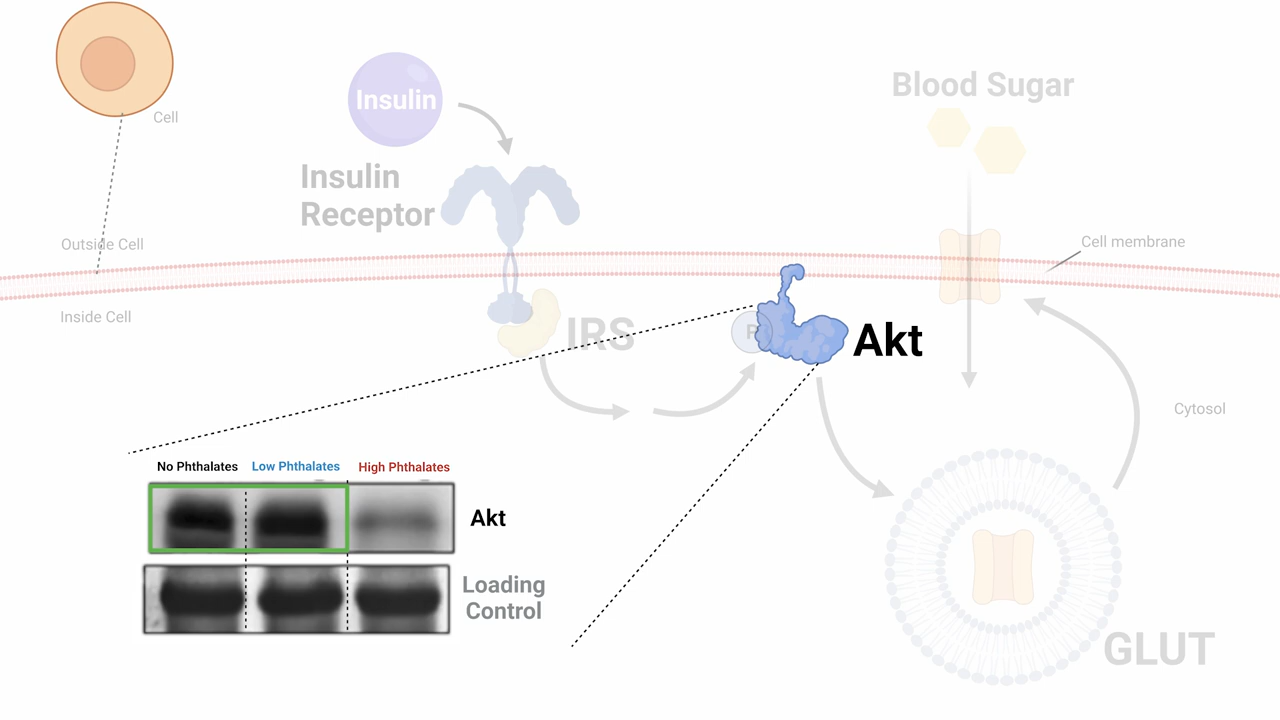 Cell
Insulin
Blood Sugar
Insulin
Receptor
Outside Cell
Cell membrane
Inside Cell
IRS
P
Akt
Cytosol
No Phthalates
Low Phthalates
High Phthalates
Akt
Loading
Control
GLUT